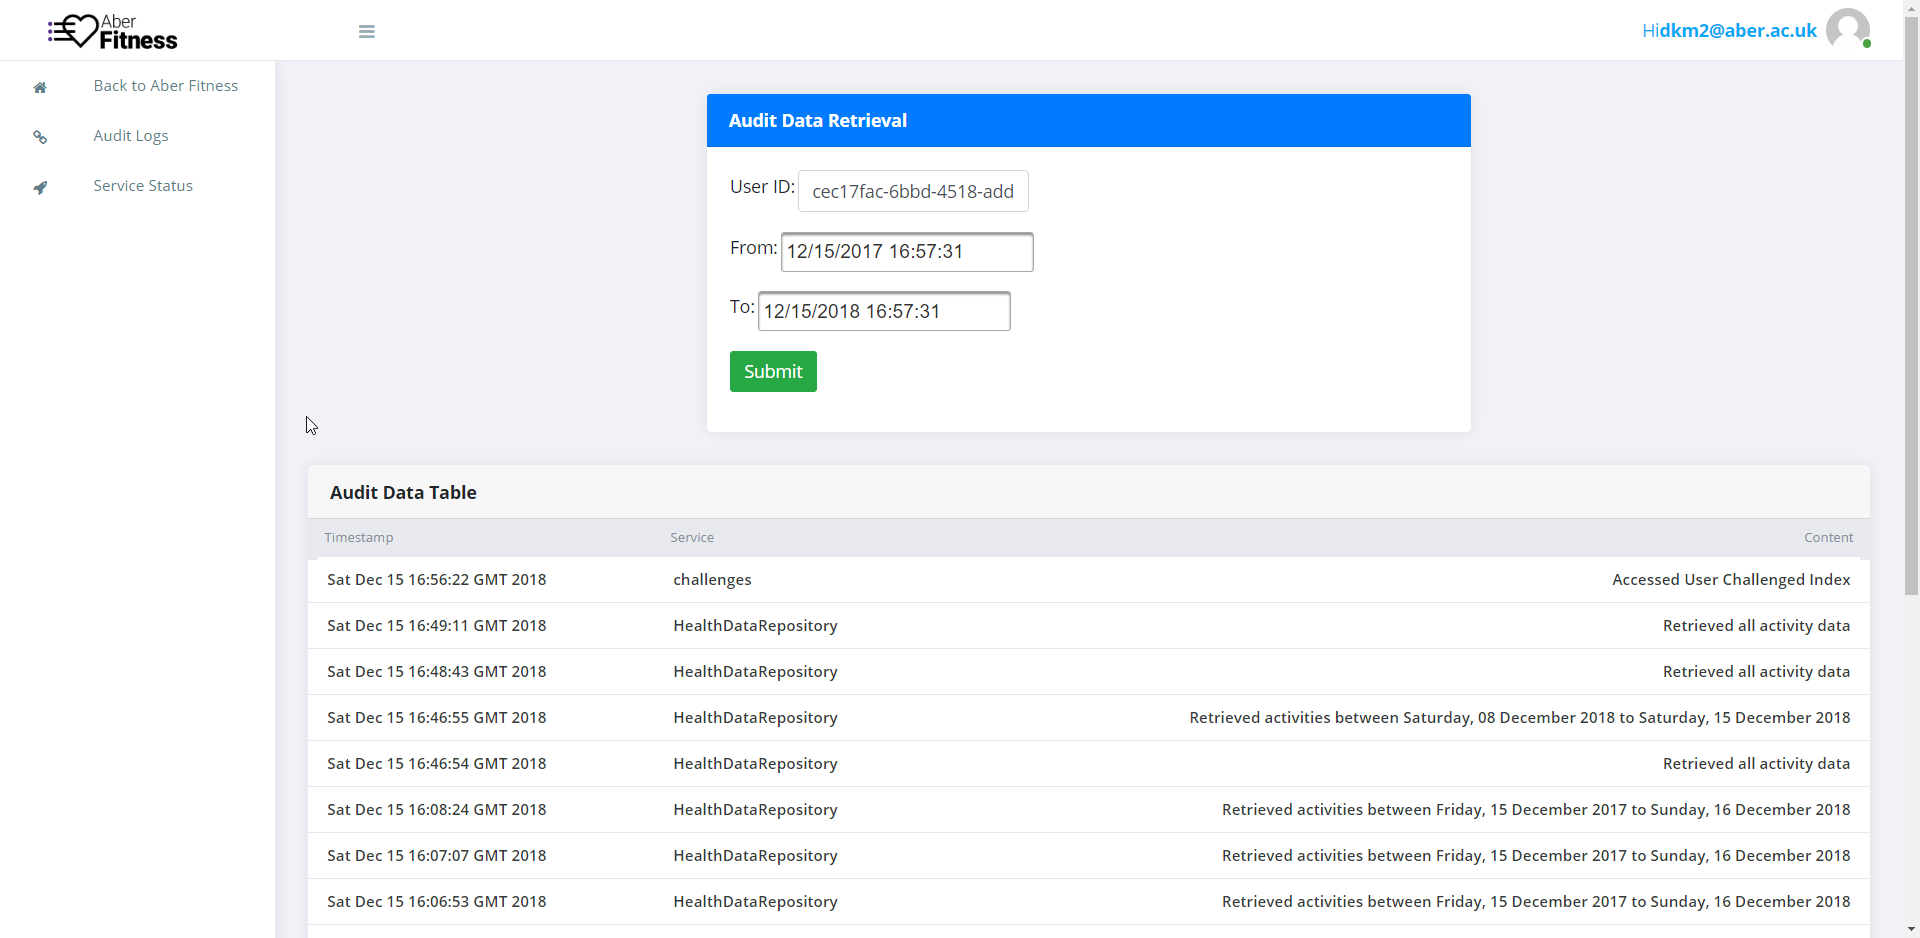 Aber
Fitness
Hidkm2@aber.ac.uk
Back to Aber Fitness
Audit Logs
Service Status
Audit Data Retrieval
User ID: cec17fac-6bbd-4518-add
From: 12/15/2017 16:57:31
To: 12/15/2018 16:57:31
Submit
Audit Data Table
Timestamp Service Content
Sat Dec 15 16:56:22 GMT 2018 challenges Accessed User Challenged Index
Sat Dec 15 16:49:11 GMT 2018 HealthDataRepository Retrieved all activity data
Sat Dec 15 16:48:43 GMT 2018 HealthDataRepository Retrieved all activity data
Sat Dec 15 16:46:55 GMT 2018 HealthDataRepository Retrieved activities between Saturday, 08 December 2018 to Saturday, 15 December 2018
Sat Dec 15 16:46:54 GMT 2018 HealthDataRepository Retrieved all activity data
Sat Dec 15 16:08:24 GMT 2018 HealthDataRepository Retrieved activities between Friday, 15 December 2017 to Sunday, 16 December 2018
Sat Dec 15 16:07:07 GMT 2018 HealthDataRepository Retrieved activities between Friday, 15 December 2017 to Sunday, 16 December 2018
Sat Dec 15 16:06:53 GMT 2018 HealthDataRepository Retrieved activities between Friday, 15 December 2017 to Sunday, 16 December 2018